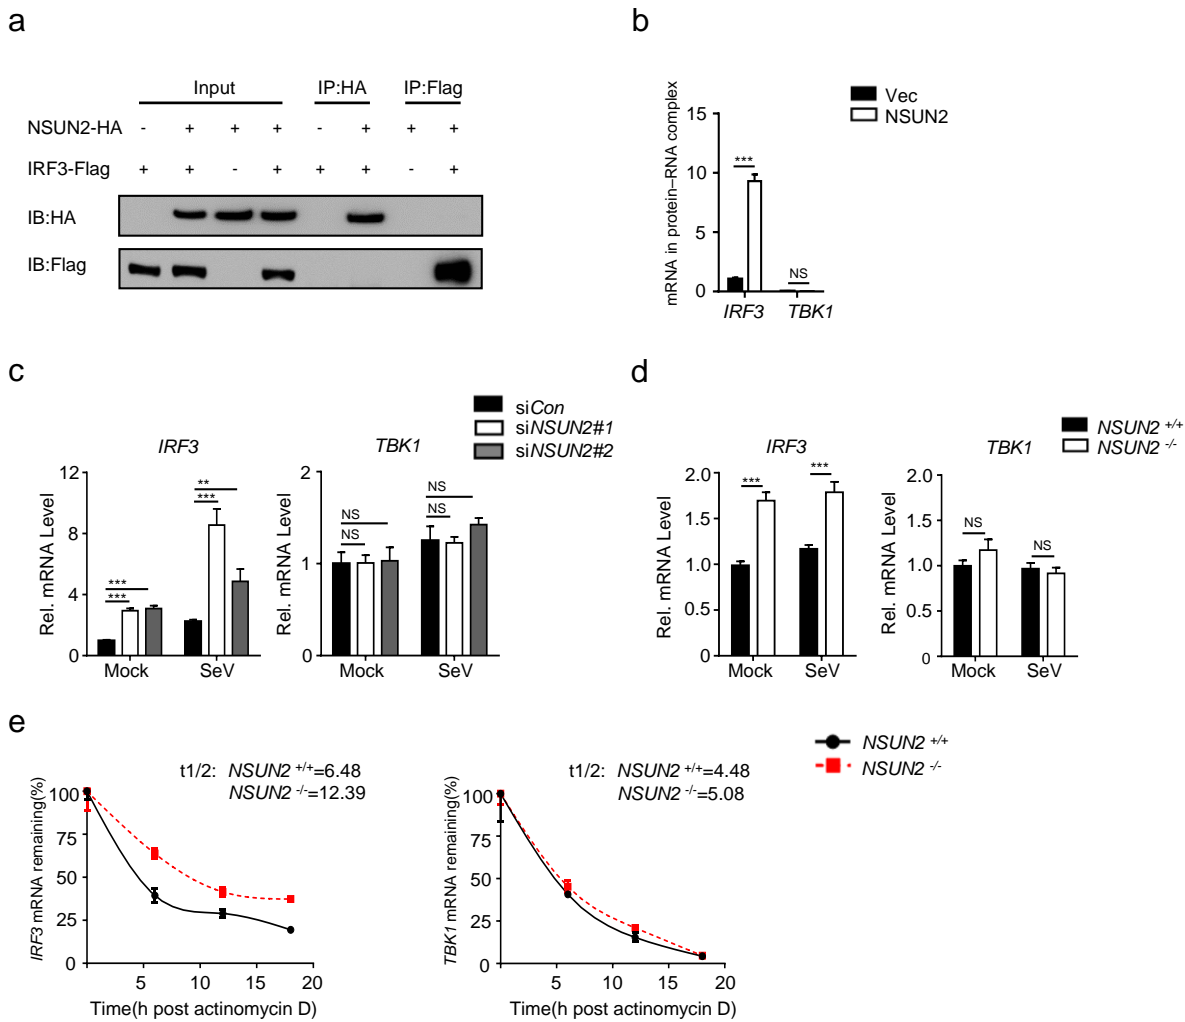 a
Input IP:HA IP:Flag
NSUN2-HA - + + + - + + +
IRF3-Flag + + - + + + - +
IB:HA
IB:Flag
b
Vec
NSUN2
mRNA in protein–RNA complex
15
10
5
0
***
NS
IRF3 TBK1
c
siCon
siNSUN2#1
siNSUN2#2
IRF3
Rel. mRNA Level
12
8
4
0
***
***
**
***
Mock SeV
TBK1
Rel. mRNA Level
2
1
0
NS
NS
NS
NS
Mock SeV
d
NSUN2 +/+
NSUN2 -/-
IRF3
Rel. mRNA Level
2.0
1.5
1.0
0.5
0.0
***
***
Mock SeV
TBK1
Rel. mRNA Level
2.0
1.5
1.0
0.5
0.0
NS
NS
Mock SeV
e
NSUN2 +/+
NSUN2 -/-
t1/2: NSUN2 +/+=6.48
NSUN2 -/-=12.39
IRF3 mRNA remaining(%)
100
75
50
25
0
5 10 15 20
Time(h post actinomycin D)
t1/2: NSUN2 +/+=4.48
NSUN2 -/-=5.08
TBK1 mRNA remaining(%)
100
75
50
25
0
5 10 15 20
Time(h post actinomycin D)